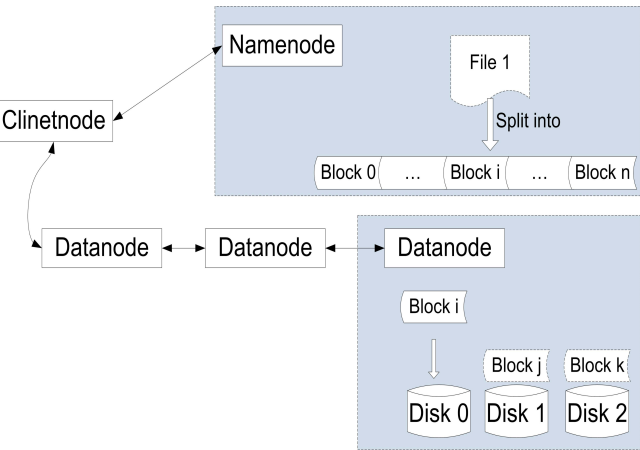 Namenode
File 1
Clinetnode
Split into
Block 0 ... Block i ... Block n
Datanode Datanode Datanode
Block i
Block j Block k
Disk 0 Disk 1 Disk 2